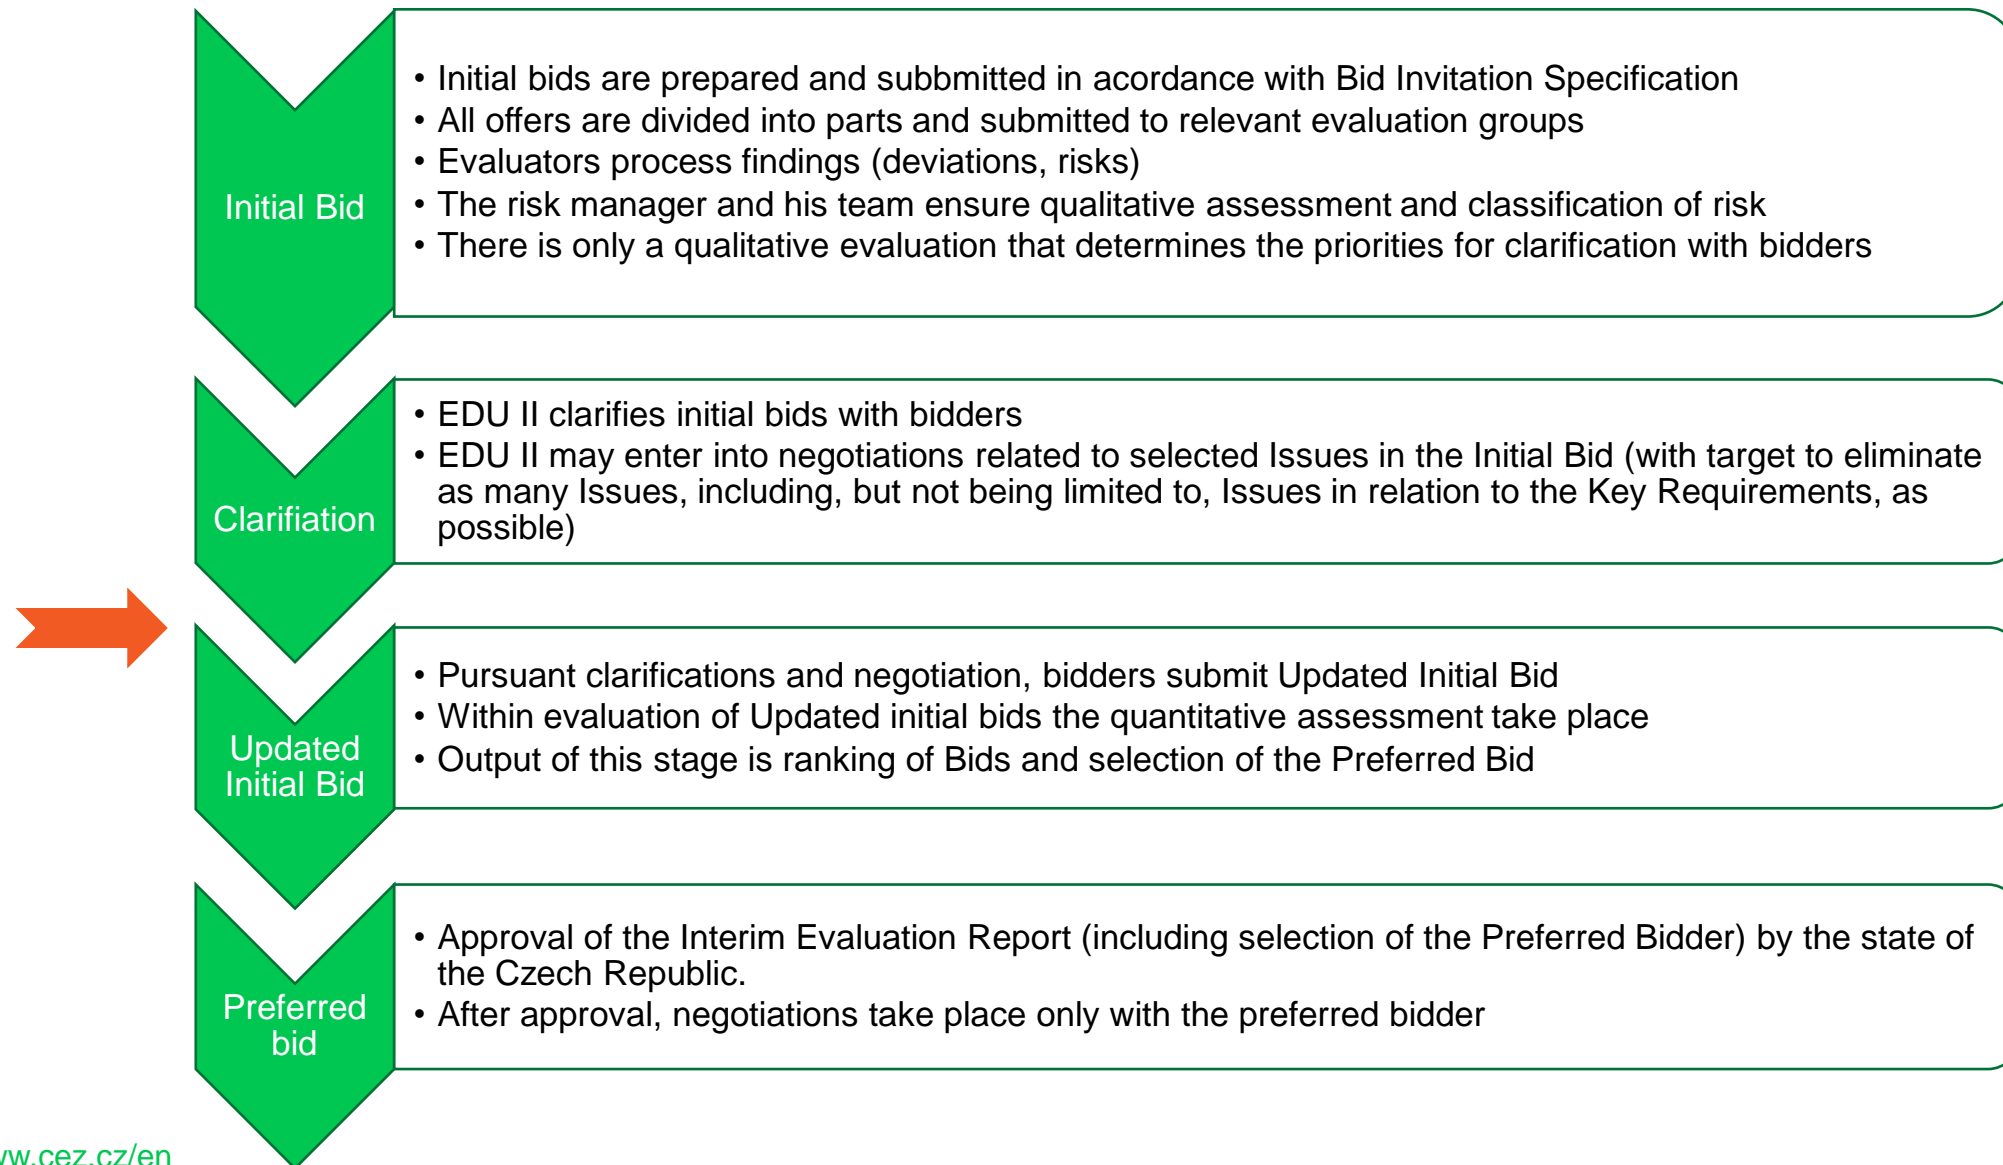 Initial Bid
• Initial bids are prepared and subbmitted in acordance with Bid Invitation Specification
• All offers are divided into parts and submitted to relevant evaluation groups
• Evaluators process findings (deviations, risks)
• The risk manager and his team ensure qualitative assessment and classification of risk
• There is only a qualitative evaluation that determines the priorities for clarification with bidders
Clarifiation
• EDU II clarifies initial bids with bidders
• EDU II may enter into negotiations related to selected Issues in the Initial Bid (with target to eliminate
as many Issues, including, but not being limited to, Issues in relation to the Key Requirements, as
possible)
Updated
Initial Bid
• Pursuant clarifications and negotiation, bidders submit Updated Initial Bid
• Within evaluation of Updated initial bids the quantitative assessment take place
• Output of this stage is ranking of Bids and selection of the Preferred Bid
Preferred
bid
• Approval of the Interim Evaluation Report (including selection of the Preferred Bidder) by the state of
the Czech Republic.
• After approval, negotiations take place only with the preferred bidder
ww.cez.cz/en